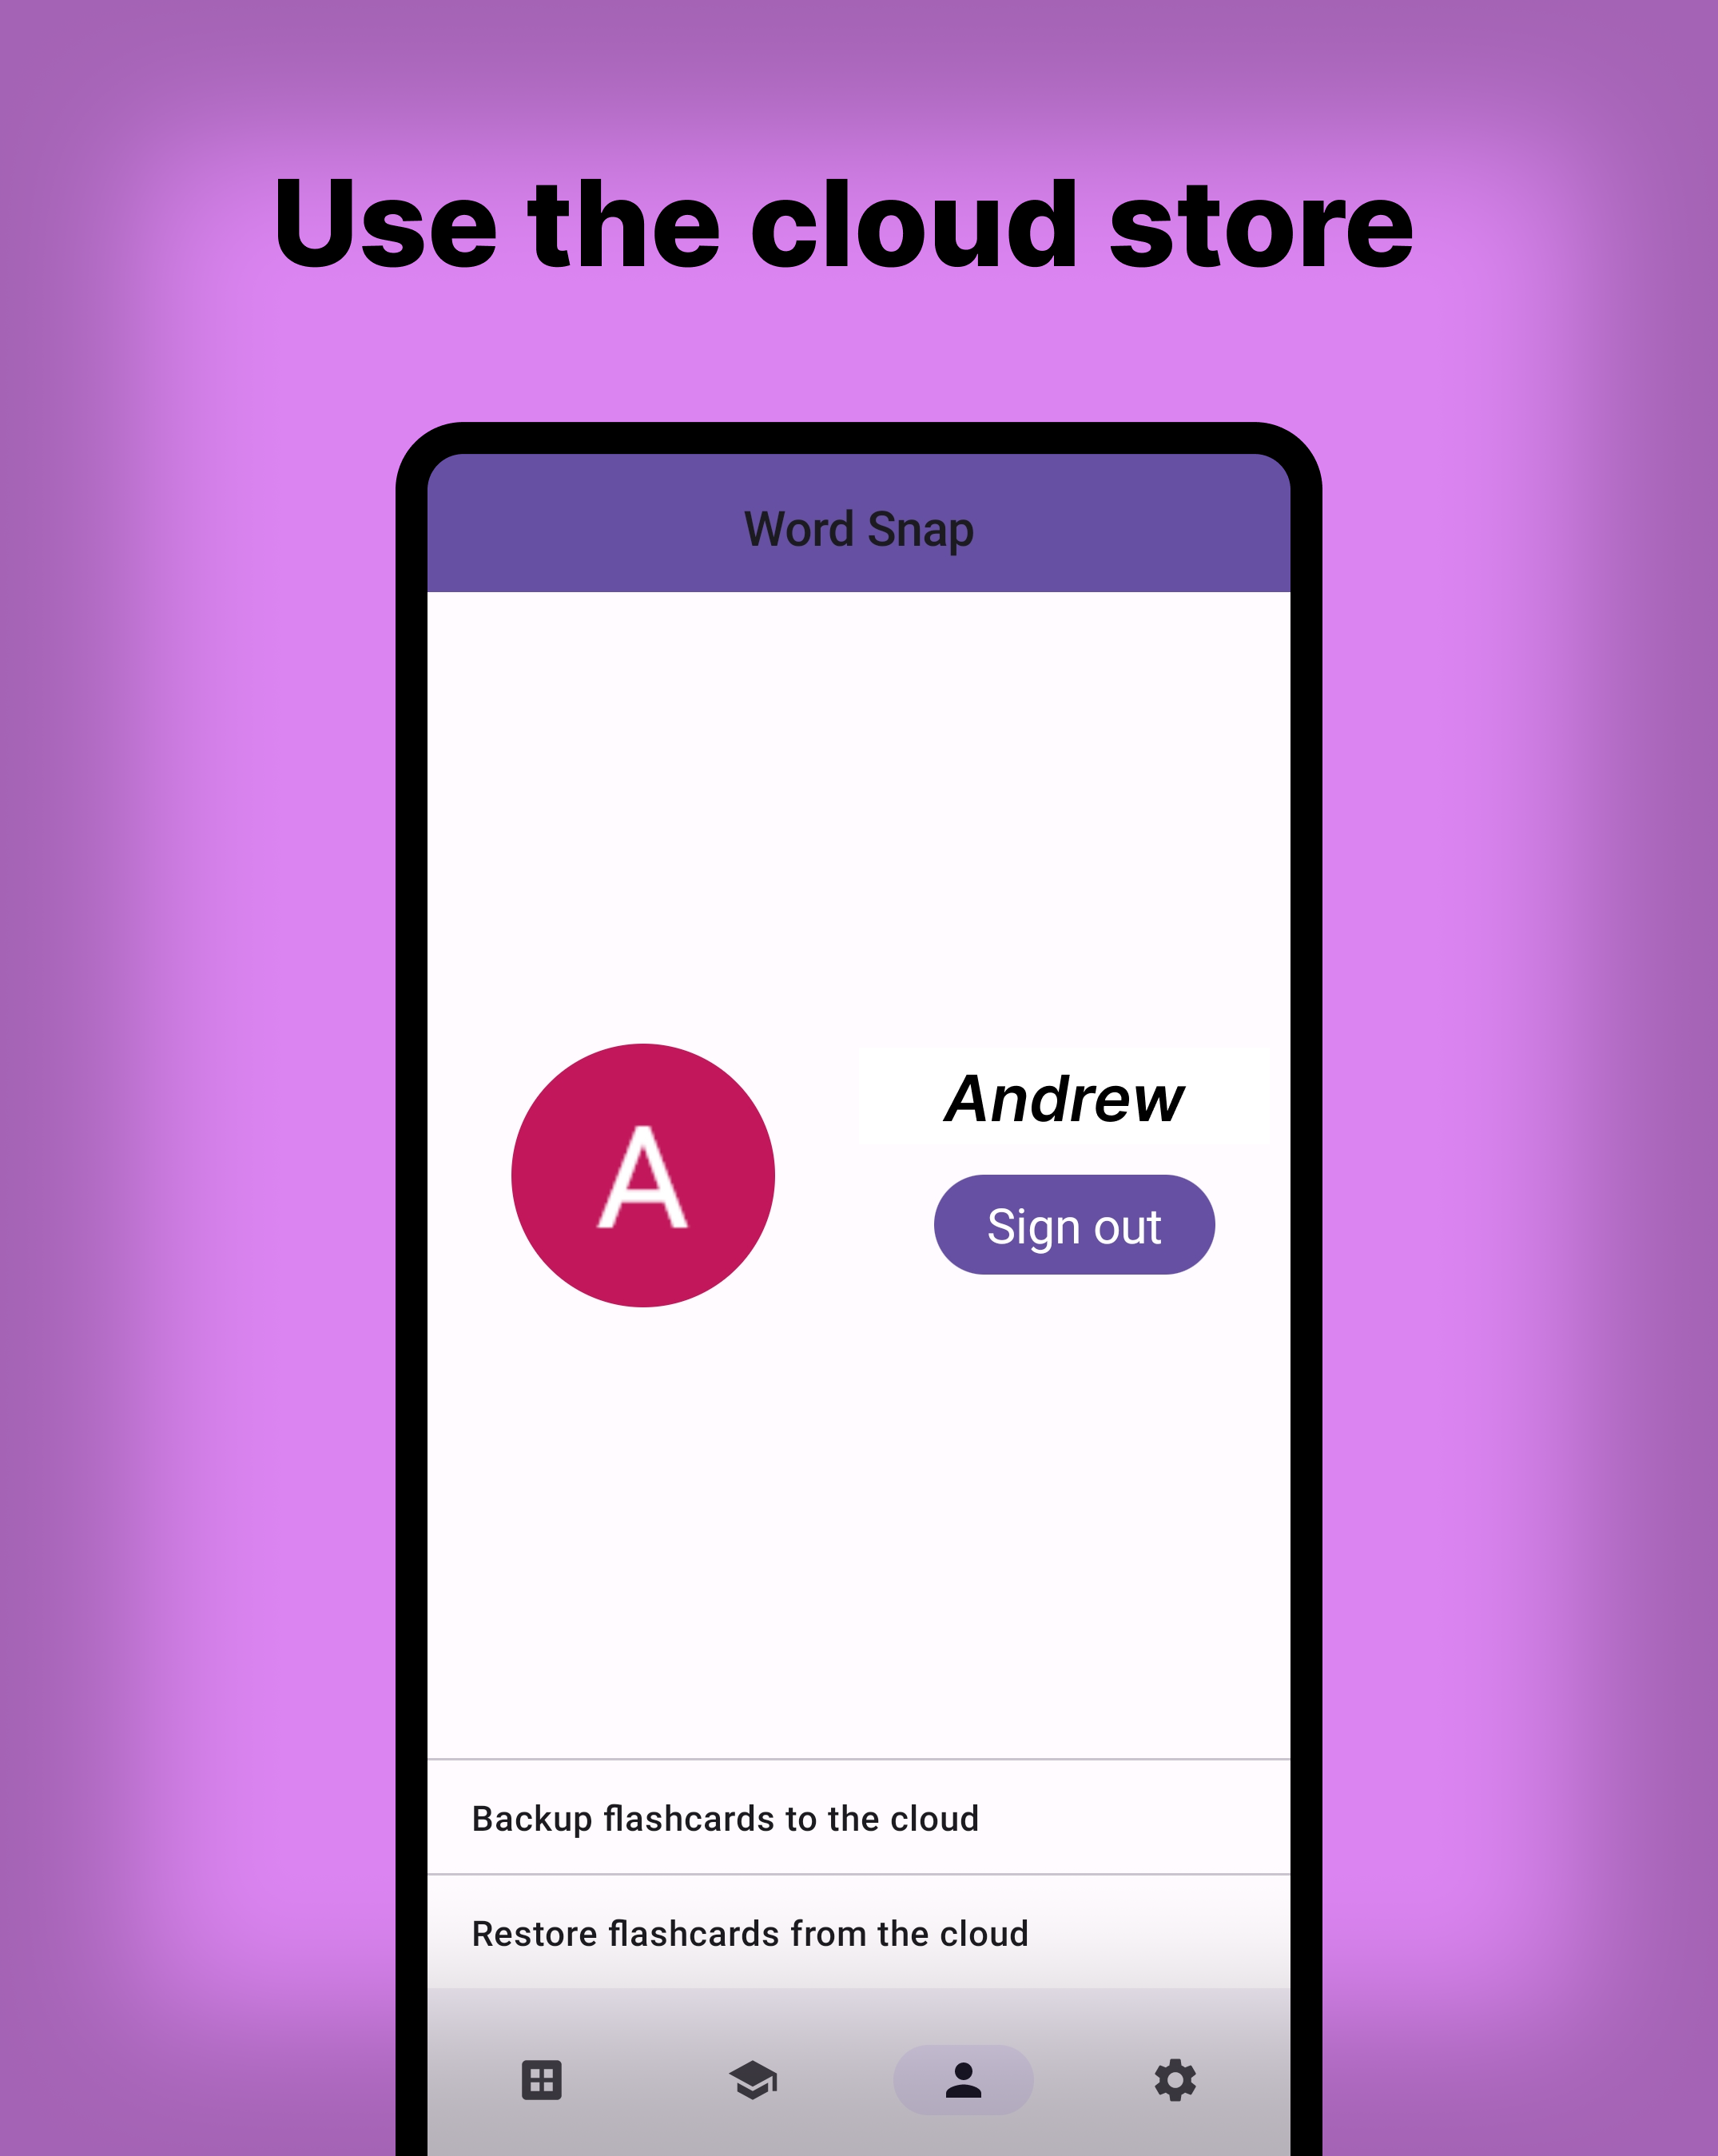 Use the cloud store
Word Snap
A
Andrew
Sign out
Backup flashcards to the cloud
Restore flashcards from the cloud